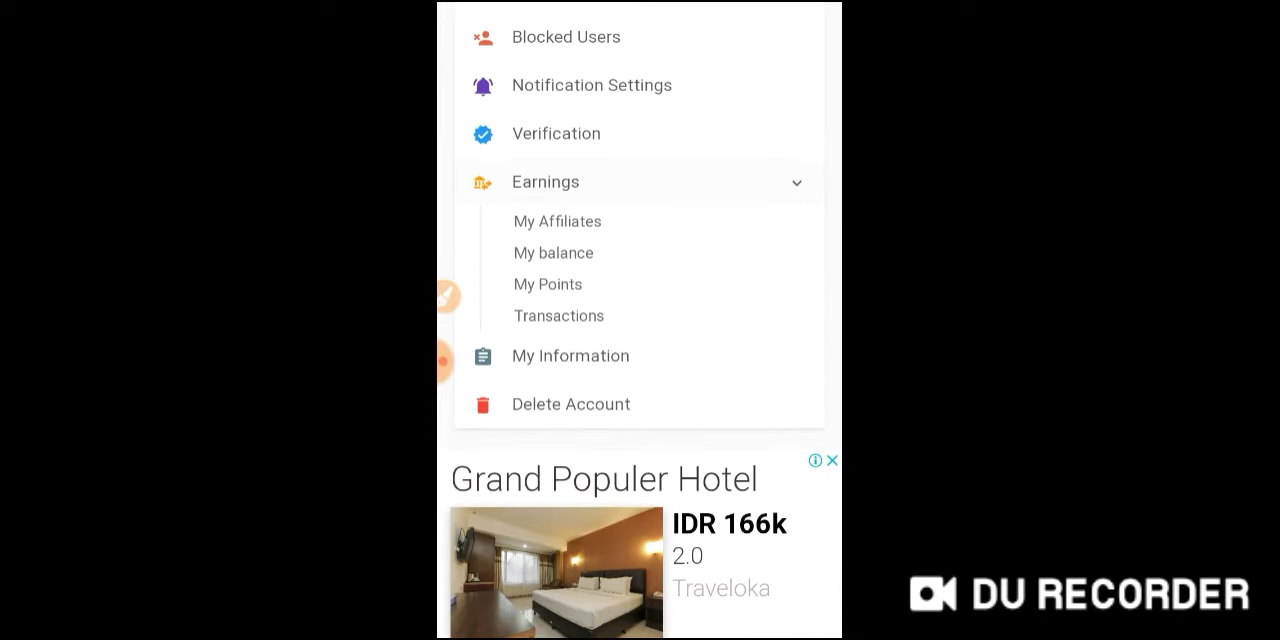 Blocked Users
Notification Settings
Verification
Earnings
My Affiliates
My balance
My Points
Transactions
My Information
Delete Account
Grand Populer Hotel
IDR 166k
2.0
Traveloka
DU RECORDER